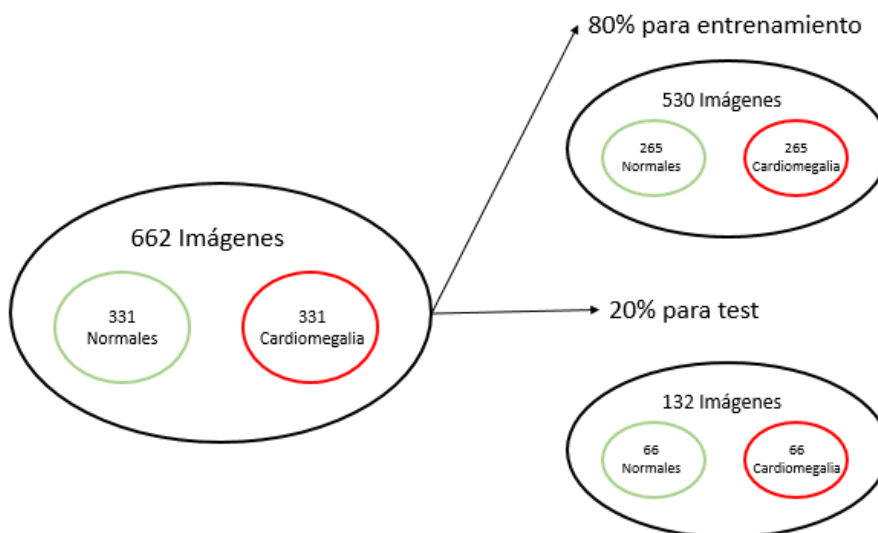 80% para entrenamiento
530 Imágenes
265
Normales
265
Cardiomegalia
662 Imágenes
331
Normales
331
Cardiomegalia
20% para test
132 Imágenes
66
Normales
66
Cardiomegalia